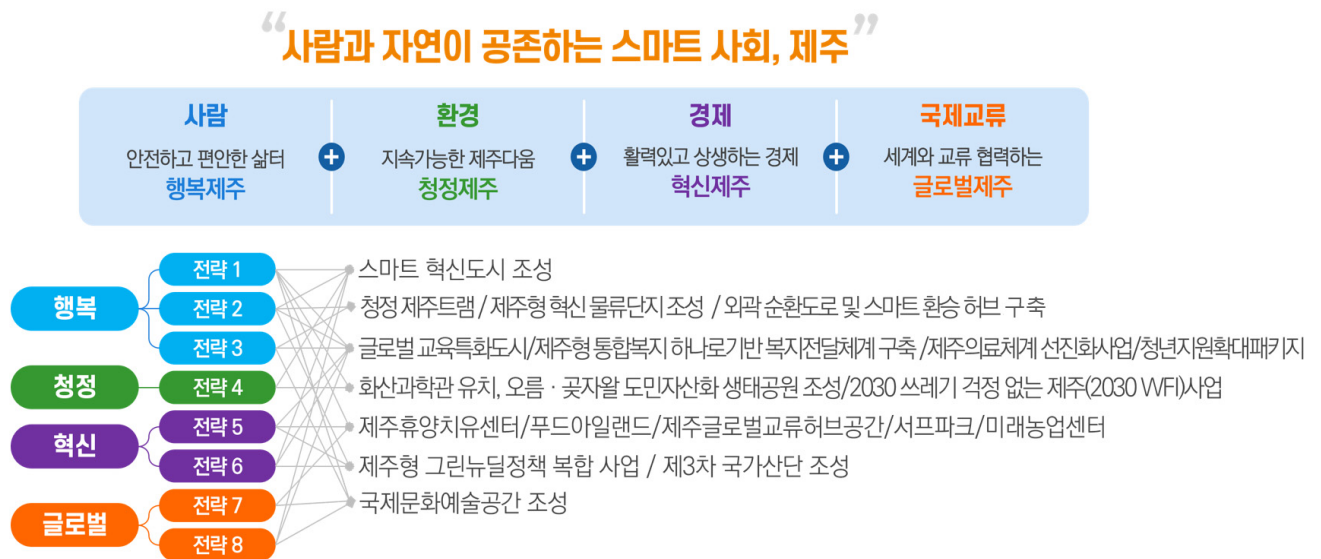 “사람과 자연이 공존하는 스마트 사회, 제주”
사람
안전하고 편안한 삶터
행복제주
+
환경
지속가능한 제주다움
청정제주
+
경제
활력있고 상생하는 경제
혁신제주
+
국제교류
세계와 교류 협력하는
글로벌제주
행복
전략 1
전략 2
전략 3
청정
전략 4
혁신
전략 5
전략 6
글로벌
전략 7
전략 8
스마트 혁신도시 조성
청정 제주트램 / 제주형 혁신 물류단지 조성 / 외곽 순환도로 및 스마트 환승 허브 구축
글로벌 교육특화도시/제주형 통합복지 하나로기반 복지전달체계 구축 /제주의료체계 선진화사업/청년지원확대패키지
화산과학관 유치, 오름 · 곶자왈 도민자산화 생태공원 조성/2030 쓰레기 걱정 없는 제주(2030 WFI)사업
제주휴양치유센터/푸드아일랜드/제주글로벌교류허브공간/서프파크/미래농업센터
제주형 그린뉴딜정책 복합 사업 / 제3차 국가산단 조성
국제문화예술공간 조성